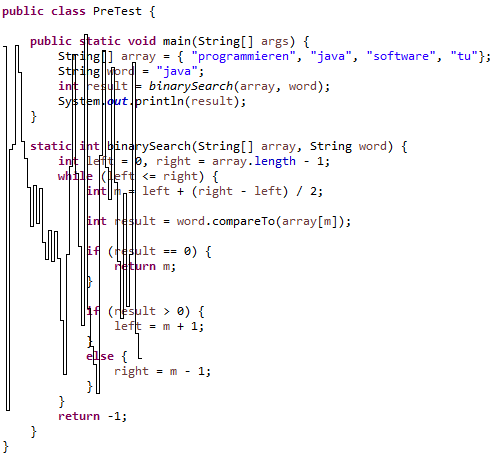 public class PreTest {
public static void main(String[] args) {
String[] array = { "programmieren", "java", "software", "tu"};
String word = "java";
int result = binarySearch(array, word);
System.out.println(result);
}
static int binarySearch(String[] array, String word) {
int left = 0, right = array.length - 1;
while (left <= right) {
int m = left + (right - left) / 2;
int result = word.compareTo(array[m]);
if (result == 0) {
return m;
}
if (result > 0) {
left = m + 1;
}
else {
right = m - 1;
}
}
return -1;
}
}